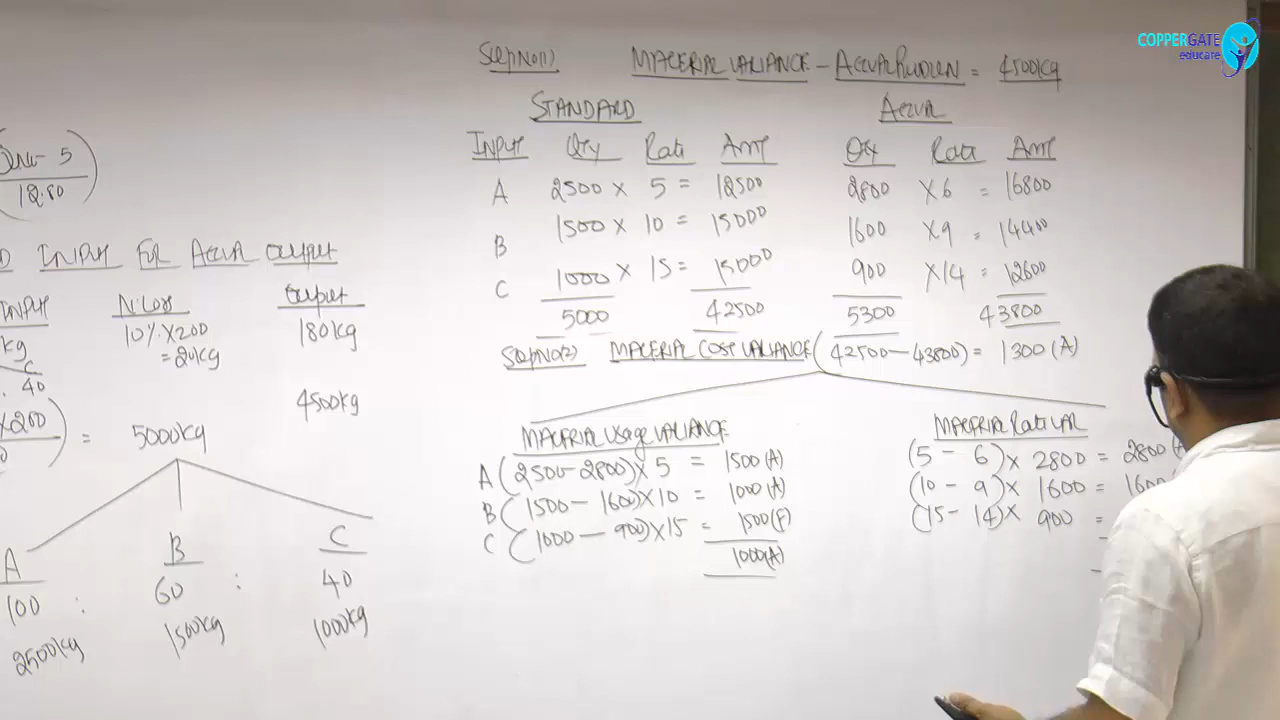 COPPERGATE
educate
Step No (1) MATERIAL VARIANCE - ACTUAL = 4500kg
STANDARD ACTUAL
INPUT Qty Rate Amt Qty Rate Amt
A 2500 × 5 = 12500 2800 × 6 = 16800
B 1500 × 10 = 15000 1600 × 9 = 14400
C 1000 × 15 = 15000 900 × 14 = 12600
5000 42500 5300 43800
Step No (2) MATERIAL COST VARIANCE (42500 - 43800) = 1300 (A)
MATERIAL Usage VARIANCE MATERIAL Rate VAR
A (2500 - 2800) × 5 = 1500 (A) (5 - 6) × 2800 = 2800 (A
B (1500 - 1600) × 10 = 1000 (A) (10 - 9) × 1600 = 1600
C (1000 - 900) × 15 = 1500 (F) (15 - 14) × 900 =
1000 (A)
- 5)
12.50
D INPUT FOR ACTUAL OUTPUT
INPUT N.Loss Output
kg 10% × 200 180kg
= 20kg
C
: 40
4500kg
× 200) = 5000kg
A B C
100 : 60 : 40
2500kg 1500kg 1000kg